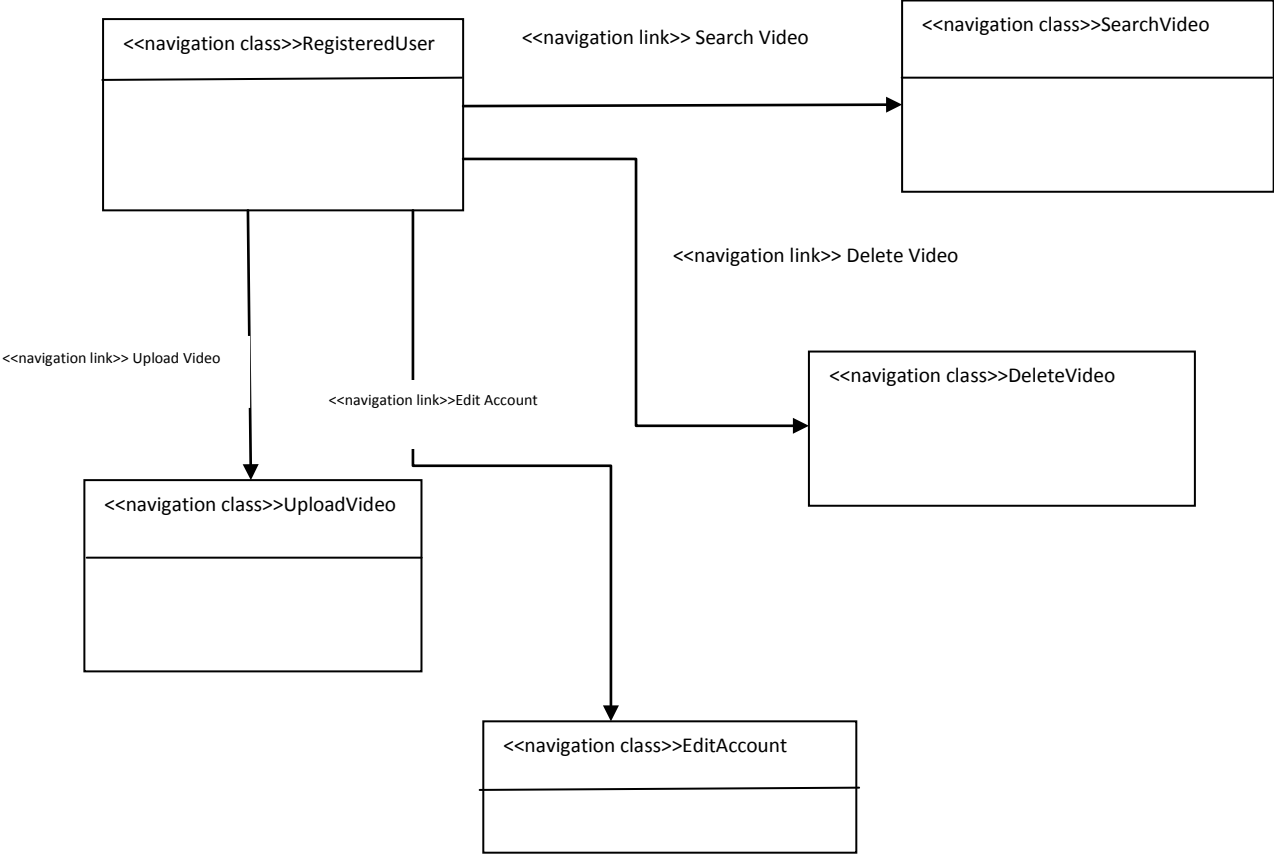 <<navigation class>>RegisteredUser
<<navigation link>> Search Video
<<navigation class>>SearchVideo
<<navigation link>> Delete Video
<<navigation link>> Upload Video
<<navigation link>>Edit Account
<<navigation class>>DeleteVideo
<<navigation class>>UploadVideo
<<navigation class>>EditAccount